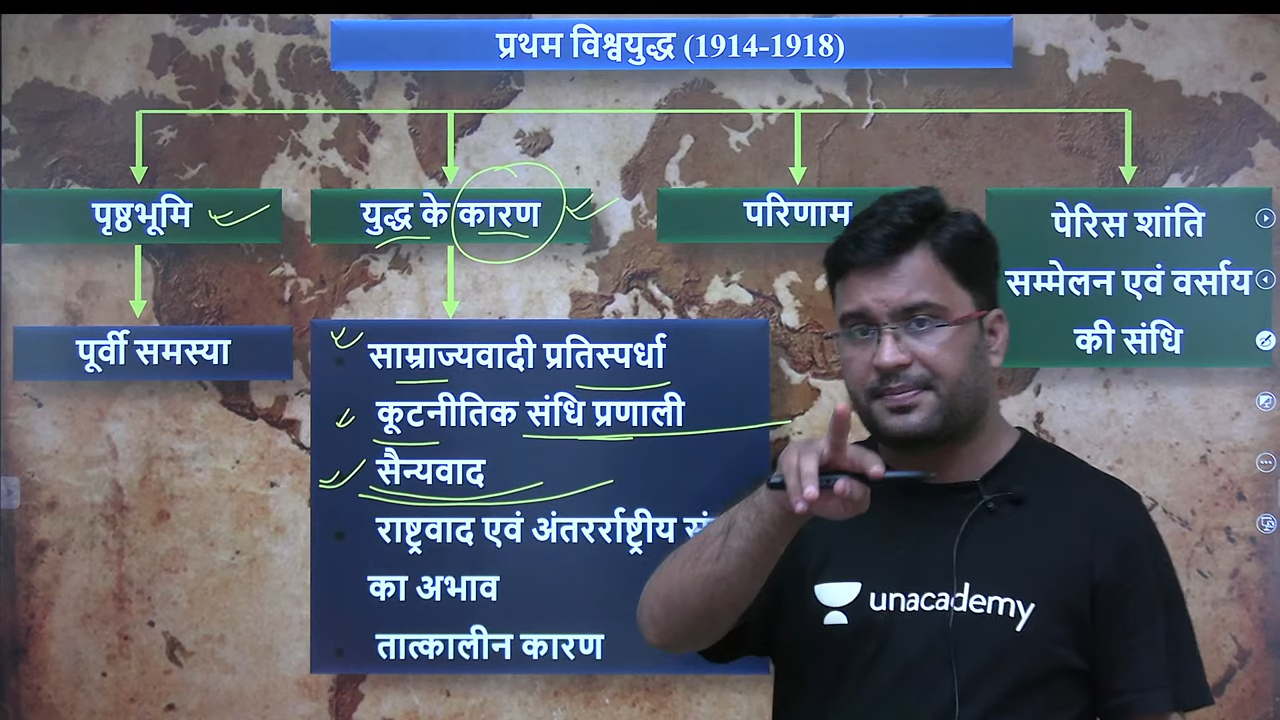 प्रथम विश्वयुद्ध (1914-1918)
पृष्ठभूमि
युद्ध के कारण
परिणाम
पेरिस शांति
सम्मेलन एवं वर्साय
की संधि
पूर्वी समस्या
साम्राज्यवादी प्रतिस्पर्धा
कूटनीतिक संधि प्रणाली
सैन्यवाद
राष्ट्रवाद एवं अंतरर्राष्ट्रीय
का अभाव
तात्कालीन कारण
unacademy